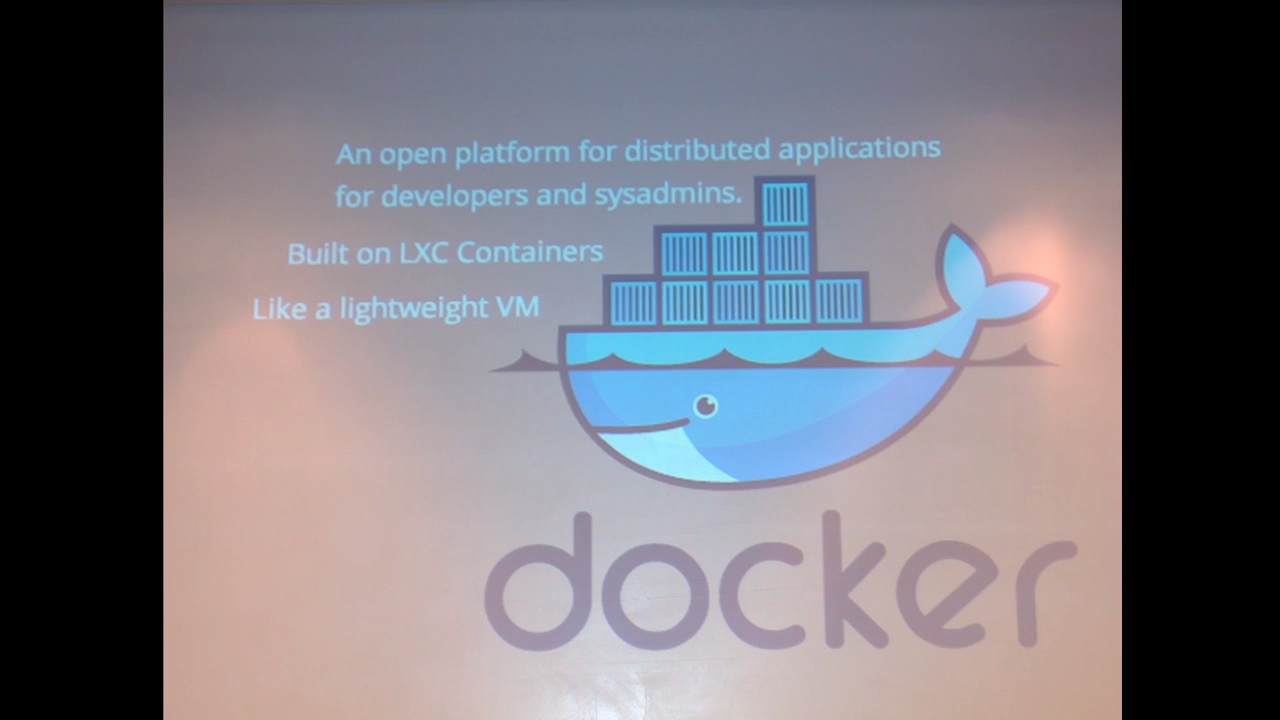 An open platform for distributed applications
for developers and sysadmins.
Built on LXC Containers
Like a lightweight VM
docker